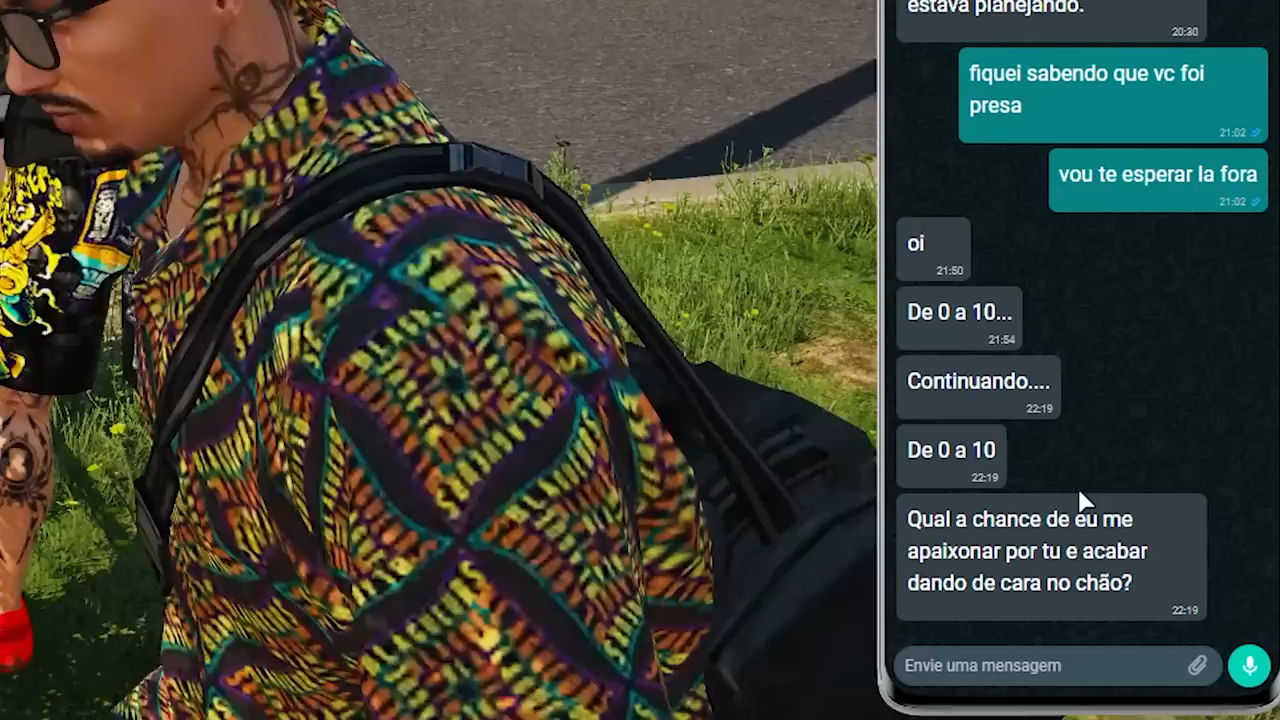 estava planejando.
20:30
fiquei sabendo que vc foi
presa
21:02
vou te esperar la fora
21:02
oi
21:50
De 0 a 10...
21:54
Continuando....
22:19
De 0 a 10
22:19
Qual a chance de eu me
apaixonar por tu e acabar
dando de cara no chão?
22:19
Envie uma mensagem